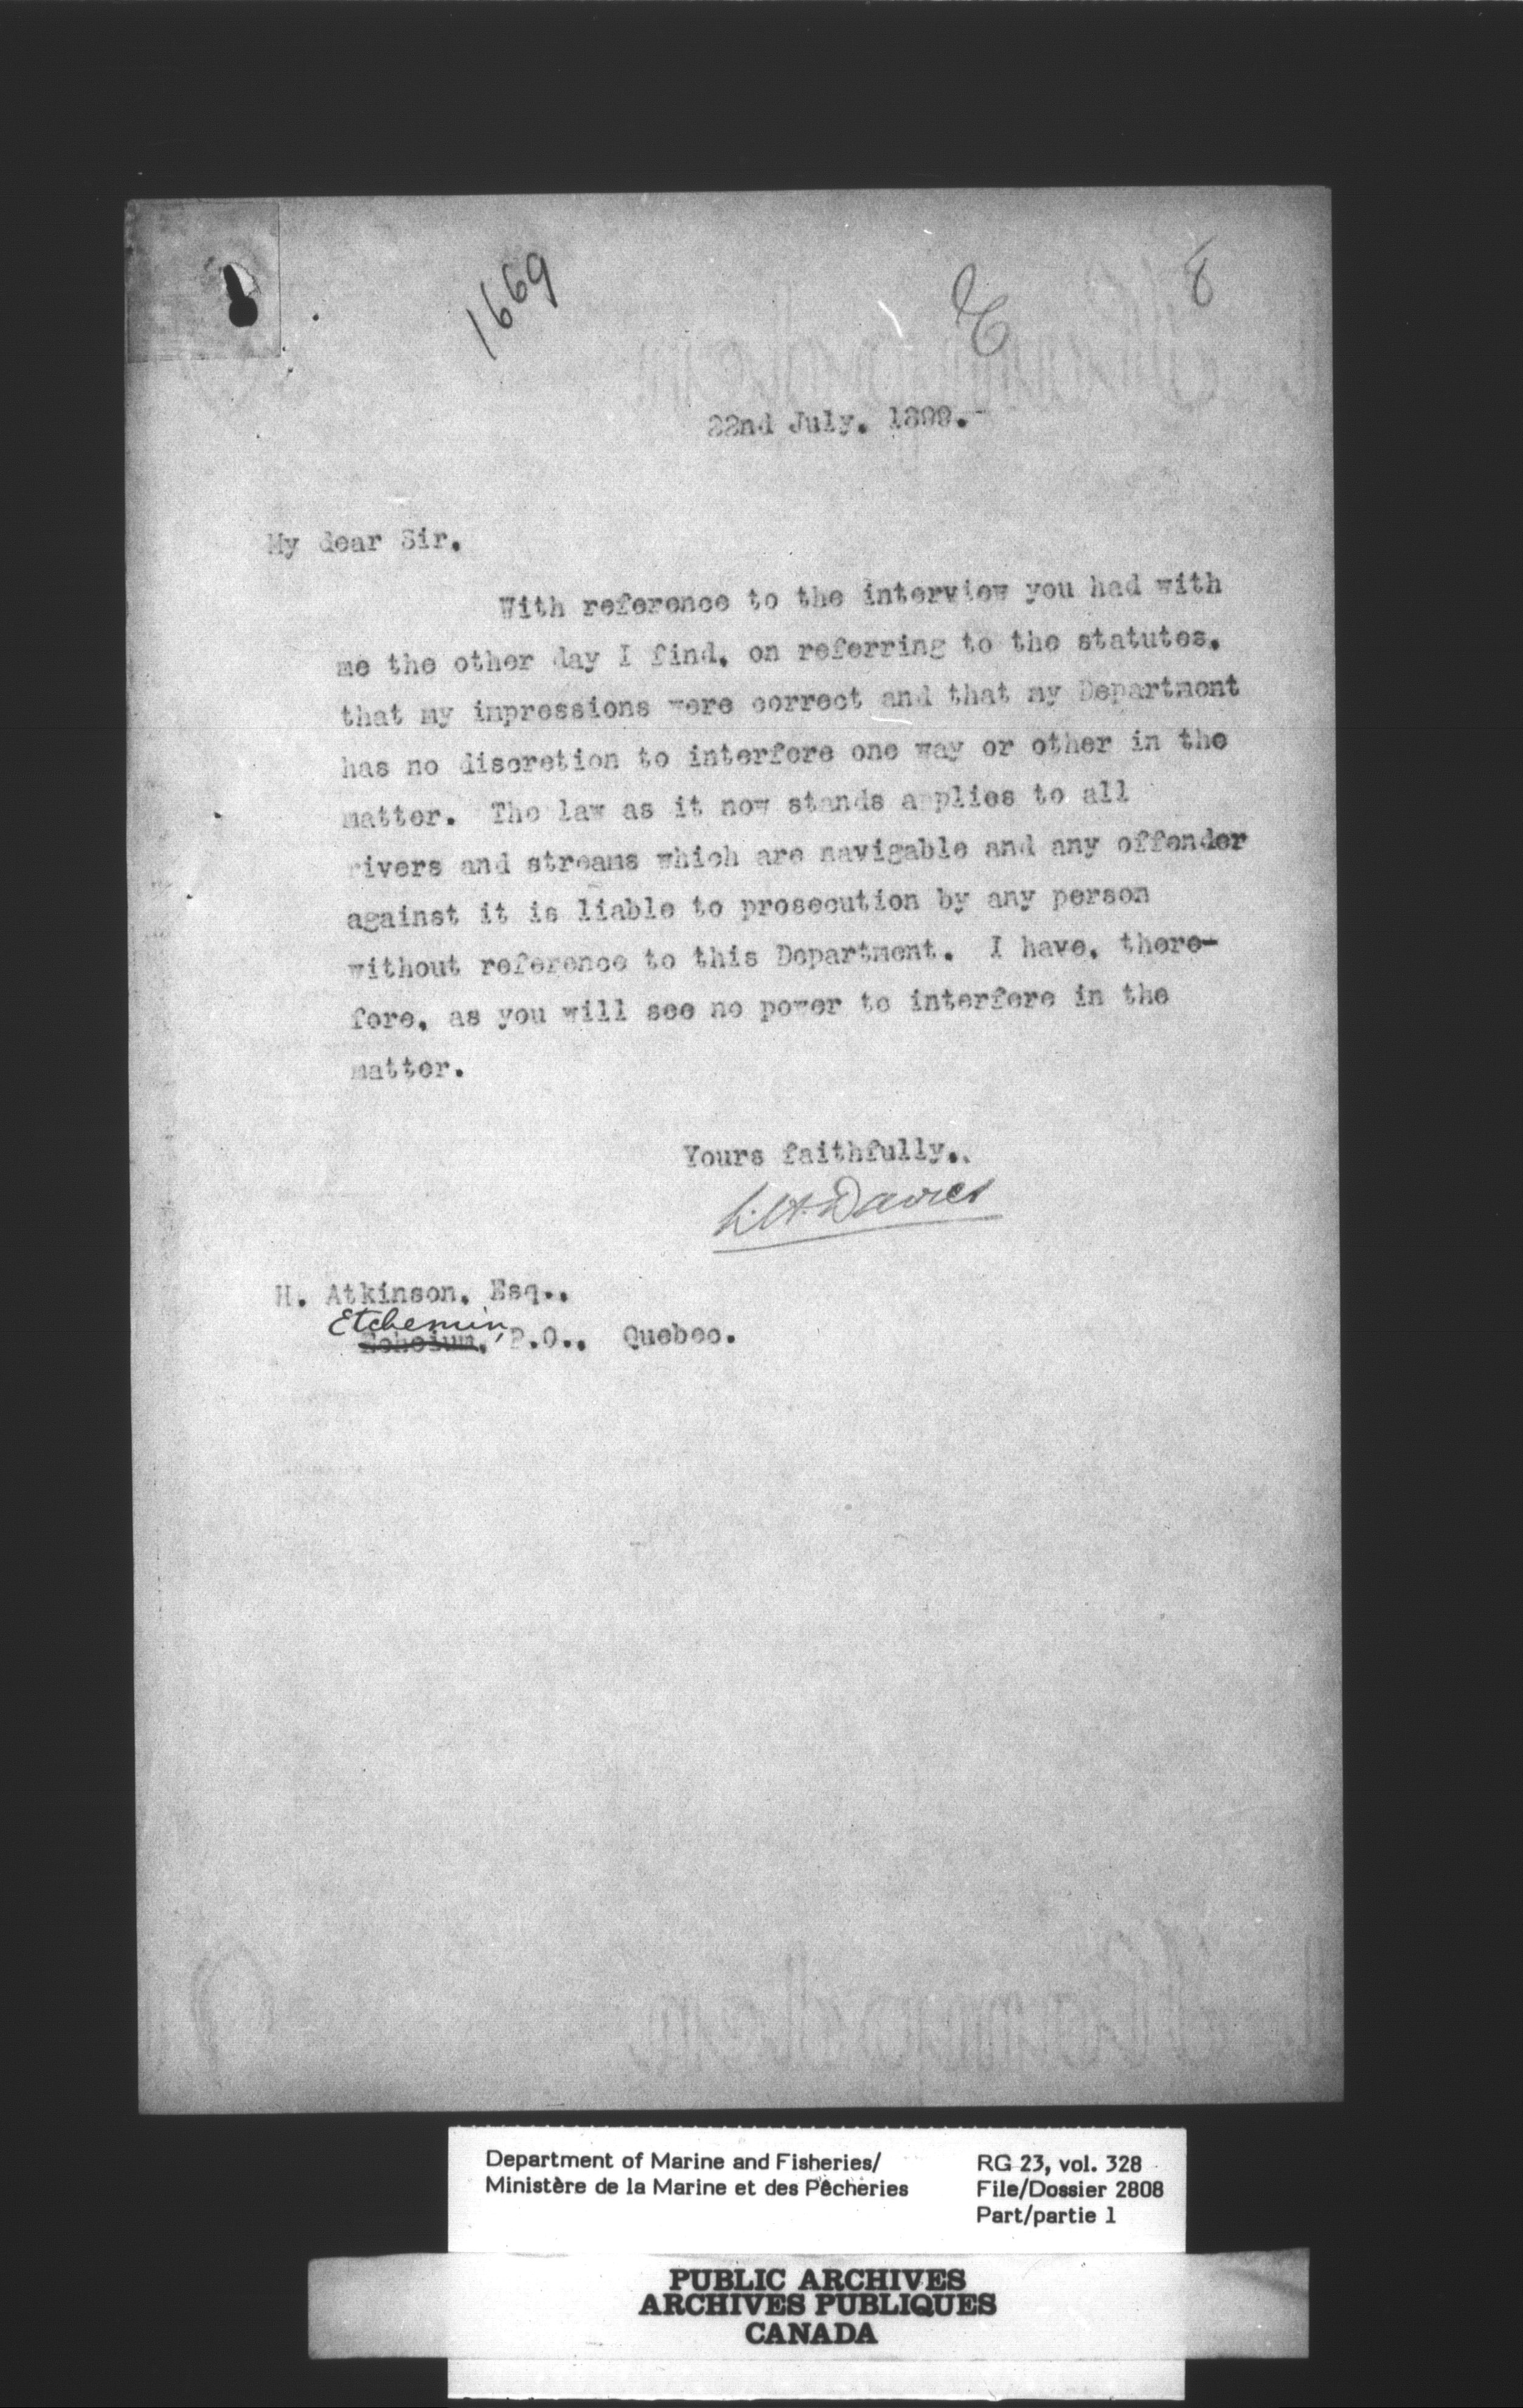 1669
8
22nd July. 1899.-
My dear Sir.
With reference to the interview you had with
me the other day I find, on referring to the statutes,
that my impressions were correct and that my Department
has no discretion to interfere one way or other in the
matter. The law as it now stands applies to all
rivers and streams which are navigable and any offender
against it is liable to prosecution by any person
without reference to this Department. I have, there-
fore, as you will see no power to interfere in the
matter.
Yours faithfully..
L.H. Davies
H. Atkinson, Esq.,
Etchemin,
P.O., Quebec.
Department of Marine and Fisheries/ RG 23, vol. 328
Ministère de la Marine et des Pêcheries File/Dossier 2808
Part/partie 1
PUBLIC ARCHIVES
ARCHIVES PUBLIQUES
CANADA